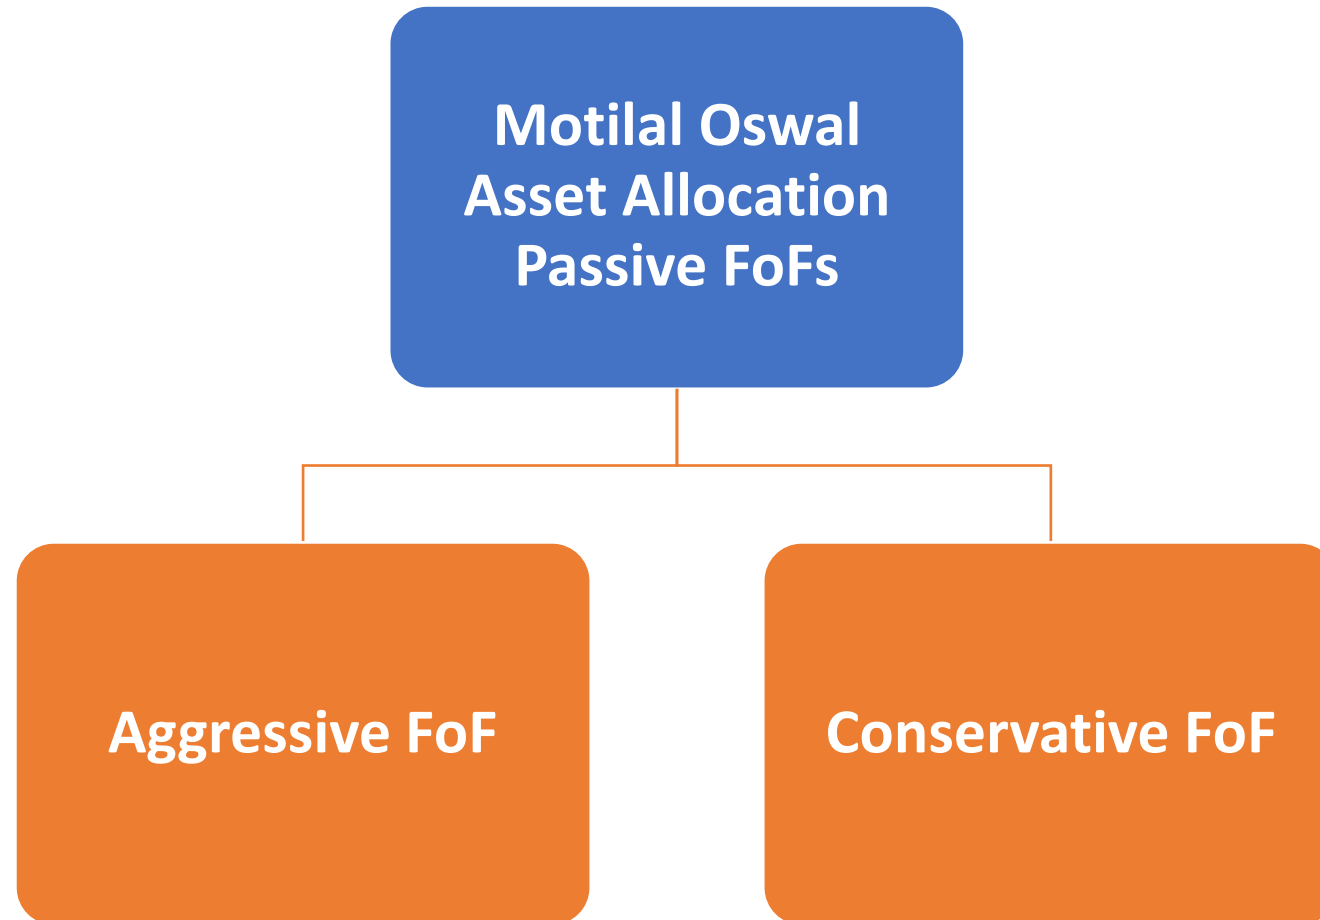 Motilal Oswal
Asset Allocation
Passive FoFs
Aggressive FoF
Conservative FoF